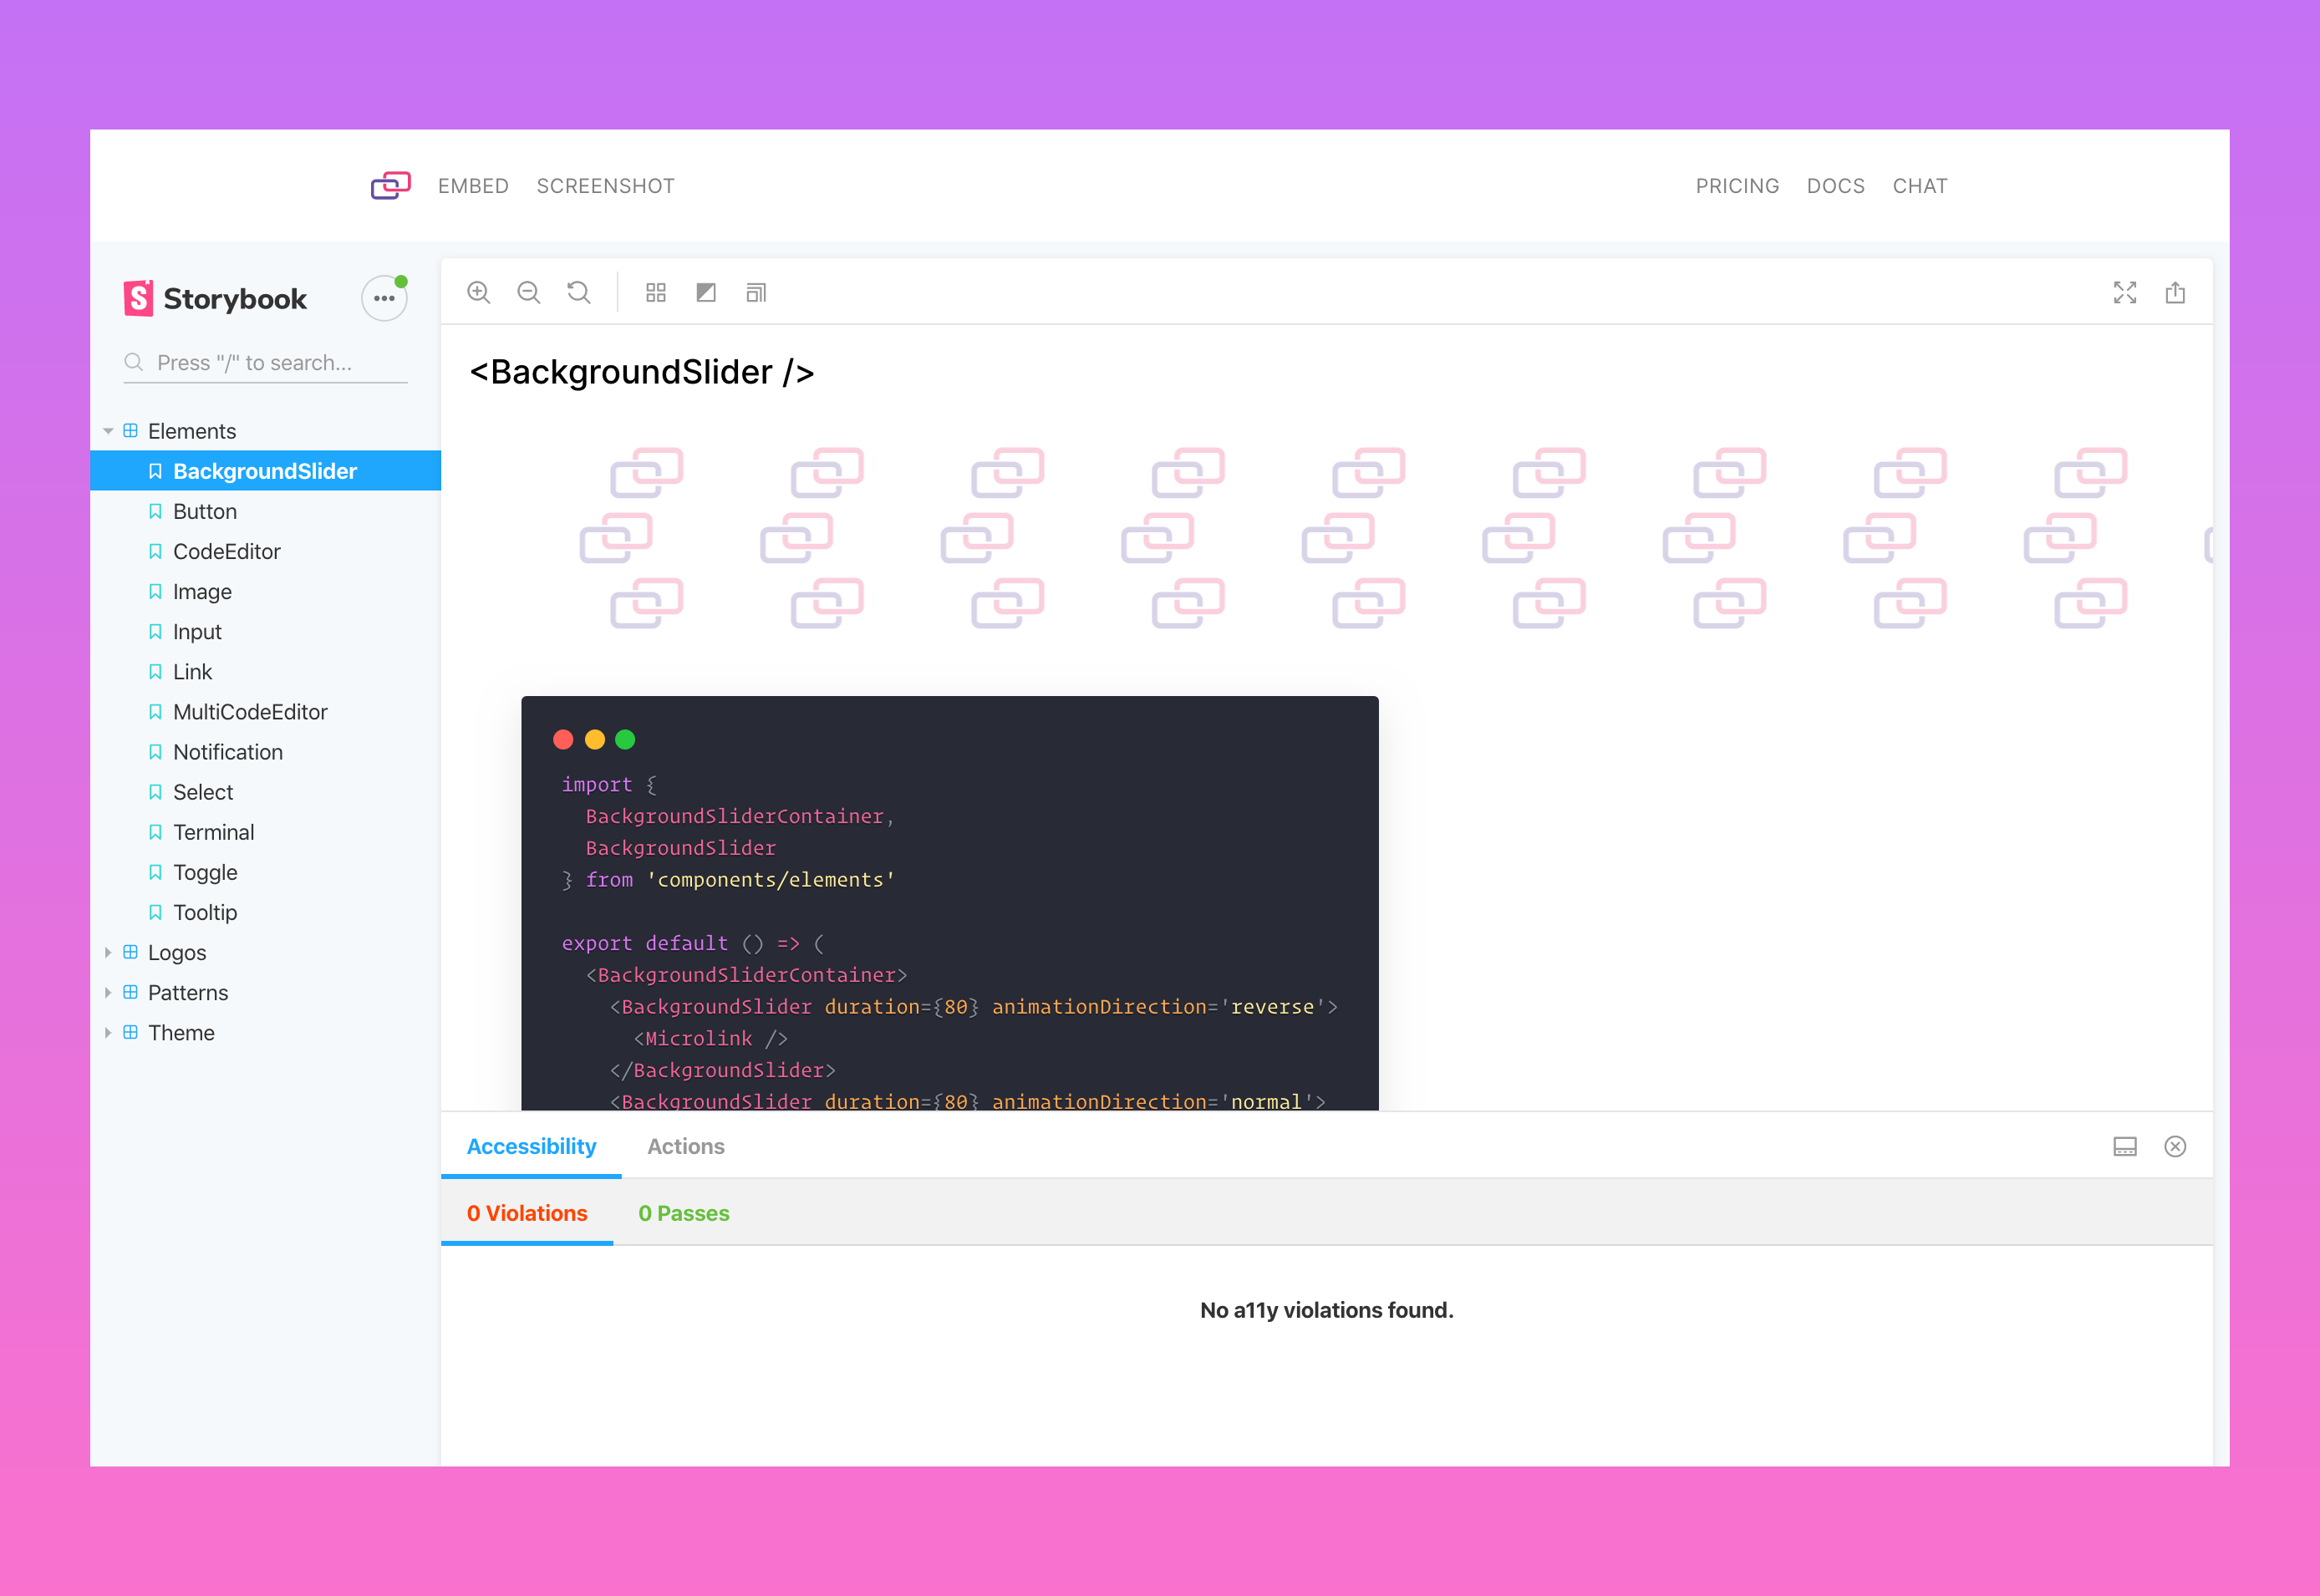 EMBED SCREENSHOT PRICING DOCS CHAT
Storybook
Press "/" to search...
Elements
BackgroundSlider
Button
CodeEditor
Image
Input
Link
MultiCodeEditor
Notification
Select
Terminal
Toggle
Tooltip
Logos
Patterns
Theme
<BackgroundSlider />
import {
  BackgroundSliderContainer,
  BackgroundSlider
} from 'components/elements'
export default () => (
  <BackgroundSliderContainer>
    <BackgroundSlider duration={80} animationDirection='reverse'>
      <Microlink />
    </BackgroundSlider>
    <BackgroundSlider duration={80} animationDirection='normal'>
Accessibility Actions
0 Violations 0 Passes
No a11y violations found.